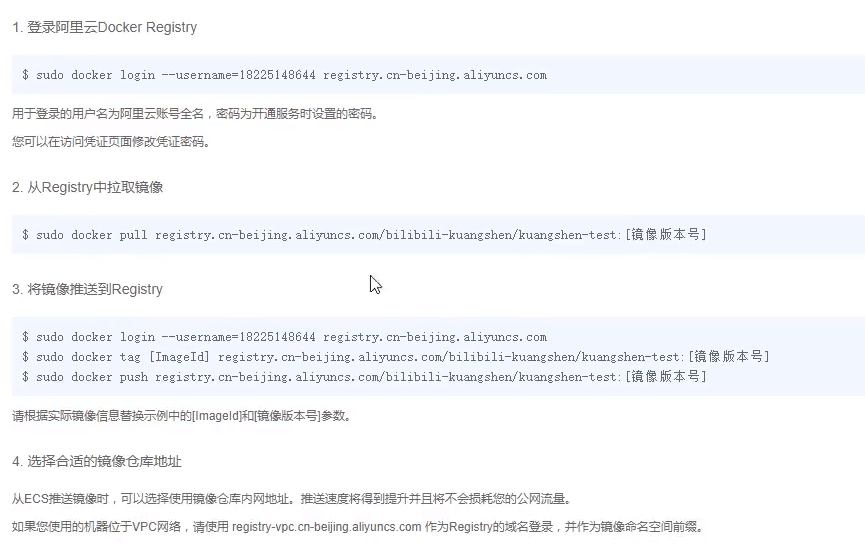 1. 登录阿里云Docker Registry
$ sudo docker login --username=18225148644 registry.cn-beijing.aliyuncs.com
用于登录的用户名为阿里云账号全名，密码为开通服务时设置的密码。
您可以在访问凭证页面修改凭证密码。
2. 从Registry中拉取镜像
$ sudo docker pull registry.cn-beijing.aliyuncs.com/bilibili-kuangshen/kuangshen-test:[镜像版本号]
3. 将镜像推送到Registry
$ sudo docker login --username=18225148644 registry.cn-beijing.aliyuncs.com
$ sudo docker tag [ImageId] registry.cn-beijing.aliyuncs.com/bilibili-kuangshen/kuangshen-test:[镜像版本号]
$ sudo docker push registry.cn-beijing.aliyuncs.com/bilibili-kuangshen/kuangshen-test:[镜像版本号]
请根据实际镜像信息替换示例中的[ImageId]和[镜像版本号]参数。
4. 选择合适的镜像仓库地址
从ECS推送镜像时，可以选择使用镜像仓库内网地址。推送速度将得到提升并且将不会损耗您的公网流量。
如果您使用的机器位于VPC网络，请使用 registry-vpc.cn-beijing.aliyuncs.com 作为Registry的域名登录，并作为镜像命名空间前缀。